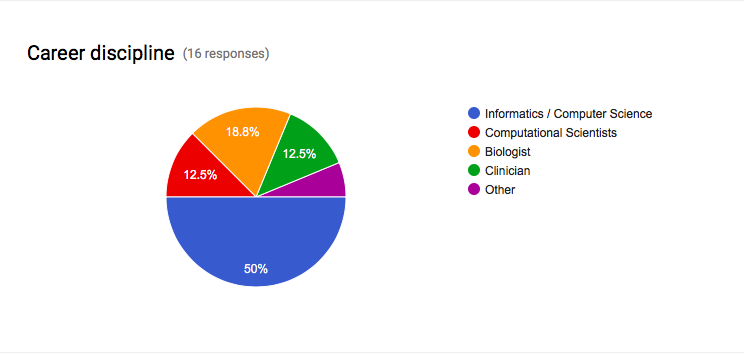 Career discipline (16 responses)
18.8%
12.5%
12.5%
50%
Informatics / Computer Science
Computational Scientists
Biologist
Clinician
Other